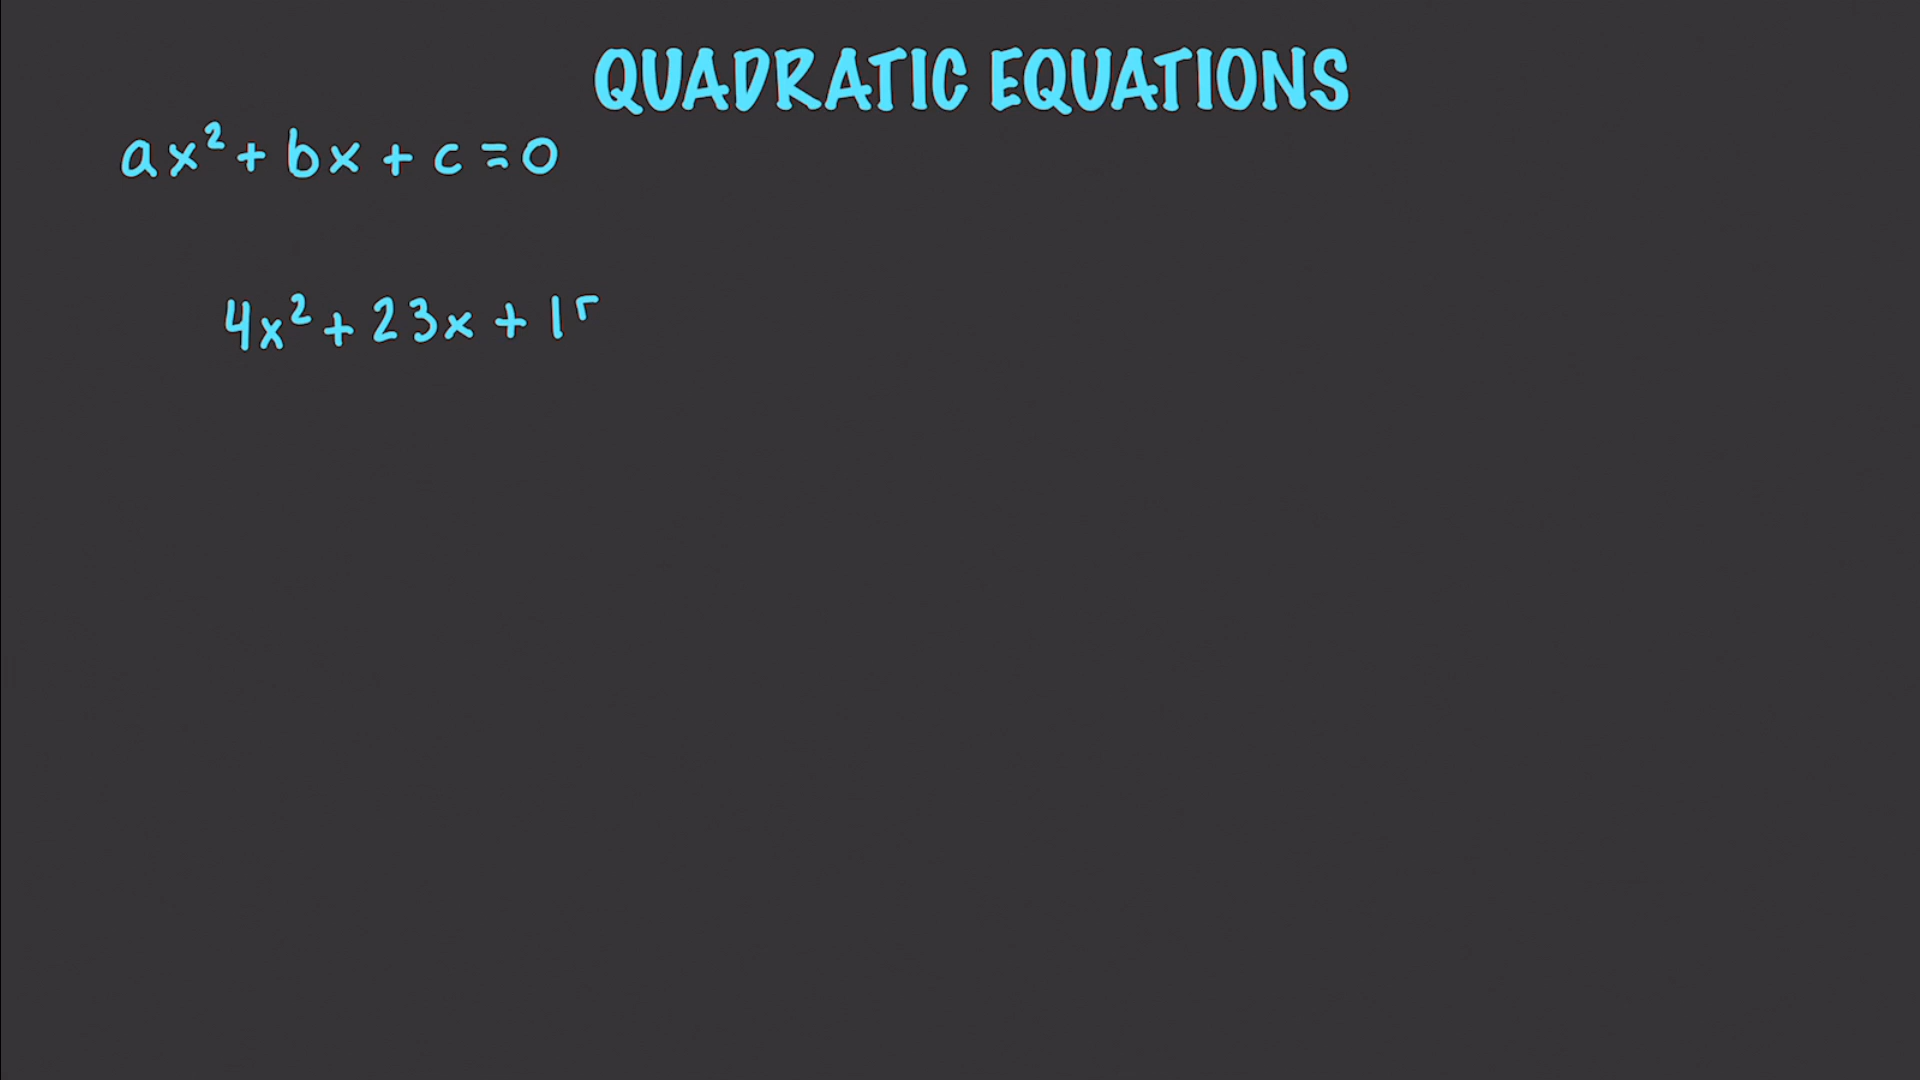 QUADRATIC EQUATIONS
ax² + bx + c = 0
4x² + 23x + 1